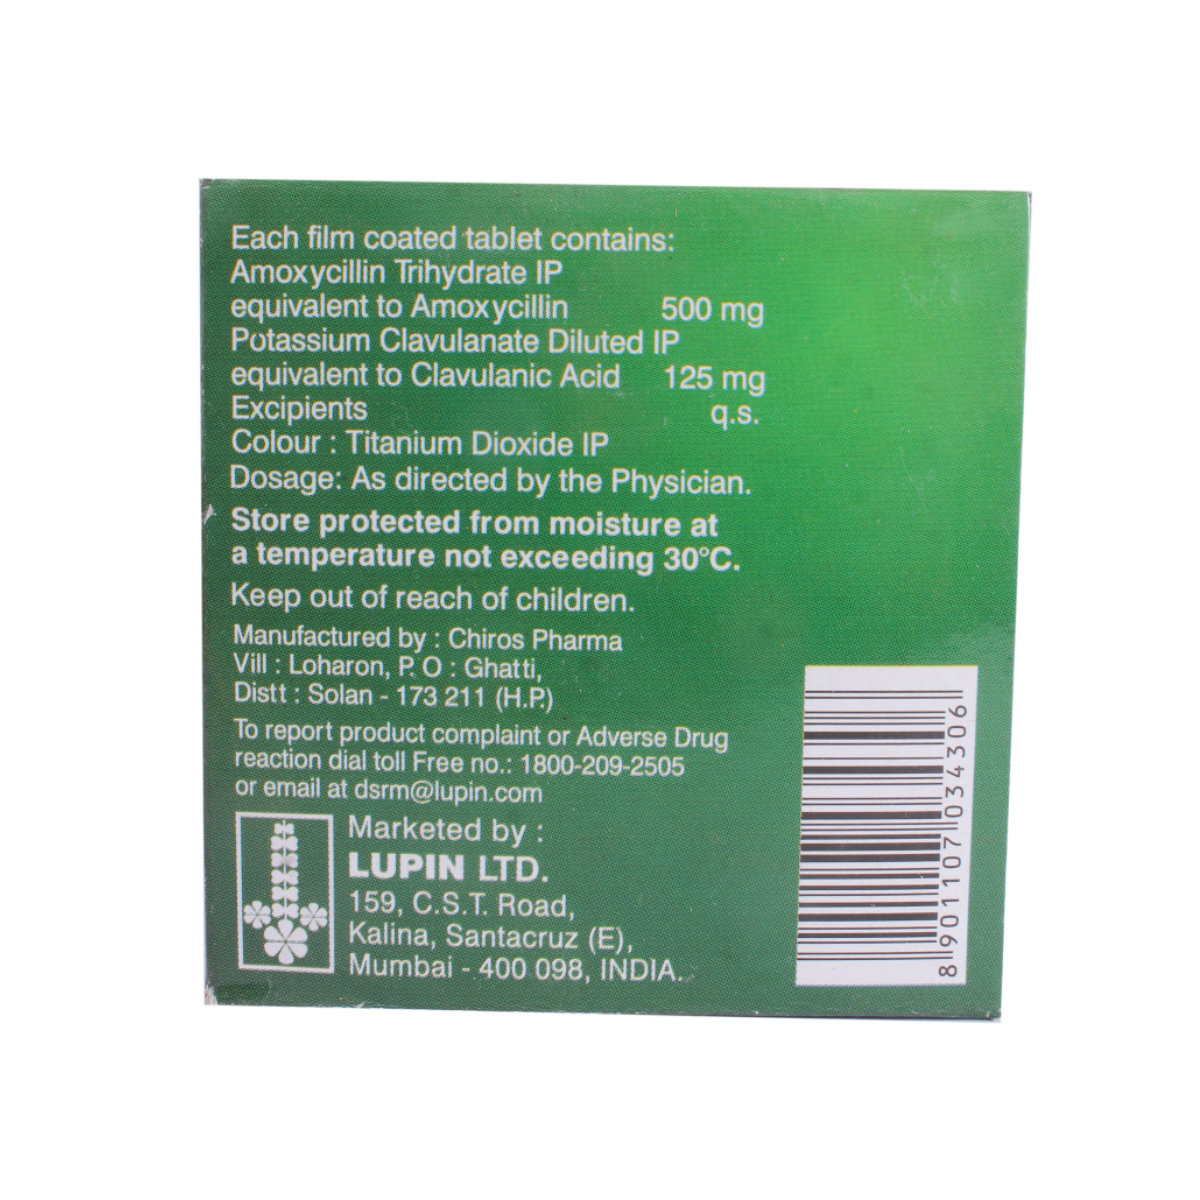 Each film coated tablet contains:
Amoxycillin Trihydrate IP
equivalent to Amoxycillin 500 mg
Potassium Clavulanate Diluted IP
equivalent to Clavulanic Acid 125 mg
Excipients q.s.
Colour : Titanium Dioxide IP
Dosage: As directed by the Physician.
Store protected from moisture at
a temperature not exceeding 30°C.
Keep out of reach of children.
Manufactured by : Chiros Pharma
Vill : Loharon, P. O : Ghatti,
Distt : Solan - 173 211 (H.P.)
To report product complaint or Adverse Drug
reaction dial toll Free no.: 1800-209-2505
or email at dsrm@lupin.com
Marketed by :
LUPIN LTD.
159, C.S.T. Road,
Kalina, Santacruz (E),
Mumbai - 400 098, INDIA.
8 901107 034306